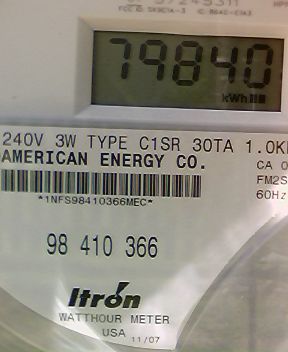 79840
kWh
240V 3W TYPE C1SR 30TA 1.0K
AMERICAN ENERGY CO.
CA 0
FM2S
60Hz
*1NFS98410366MEC*
98 410 366
Itron
WATTHOUR METER
USA 11/07